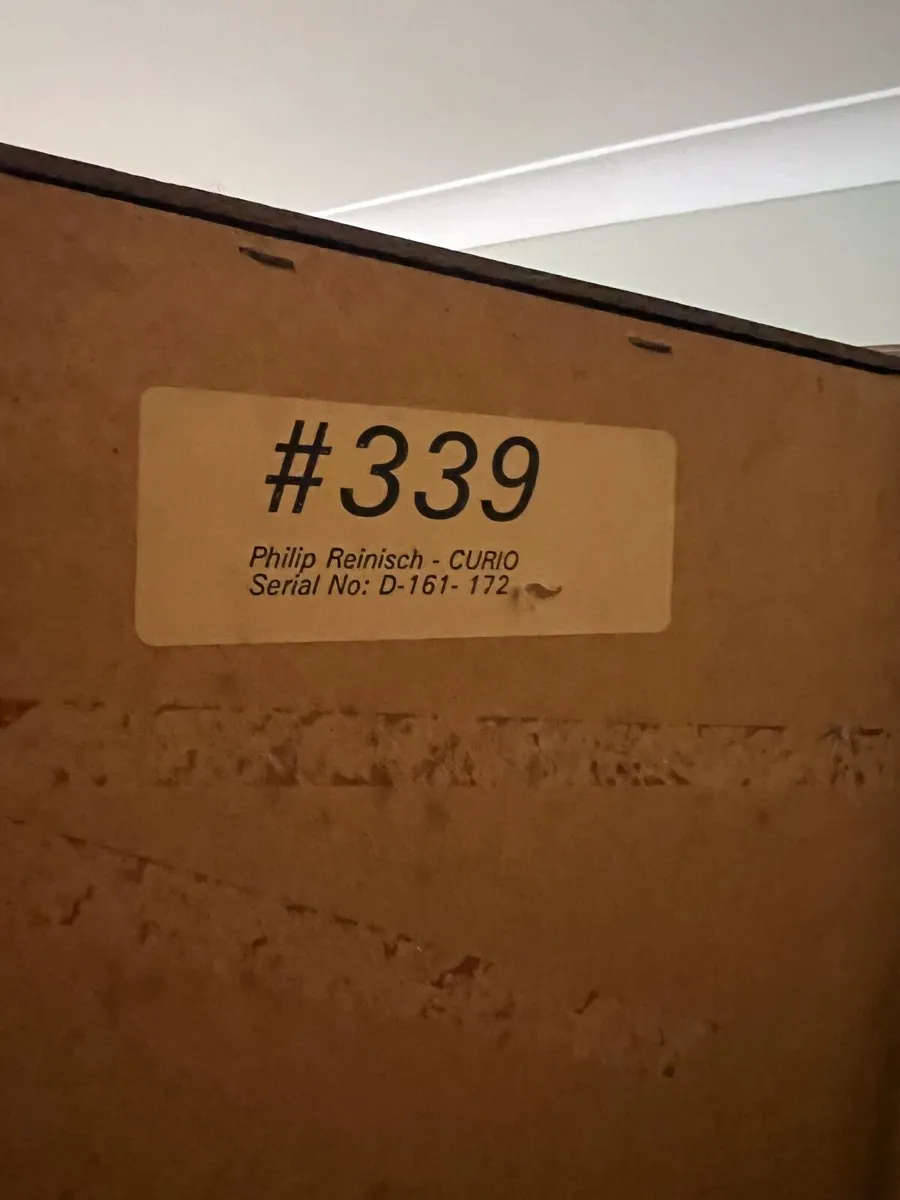 #339
Philip Reinisch - CURIO
Serial No: D-161- 172